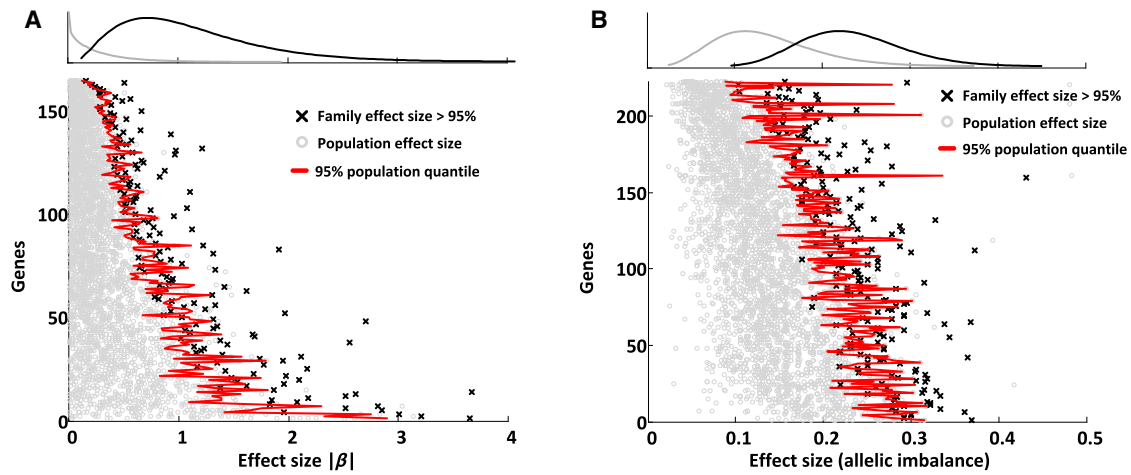 A
150
100
50
0
Genes
Family effect size > 95%
Population effect size
95% population quantile
0
1
2
3
4
Effect size |β|
B
200
150
100
50
0
Genes
Family effect size > 95%
Population effect size
95% population quantile
0
0.1
0.2
0.3
0.4
0.5
Effect size (allelic imbalance)